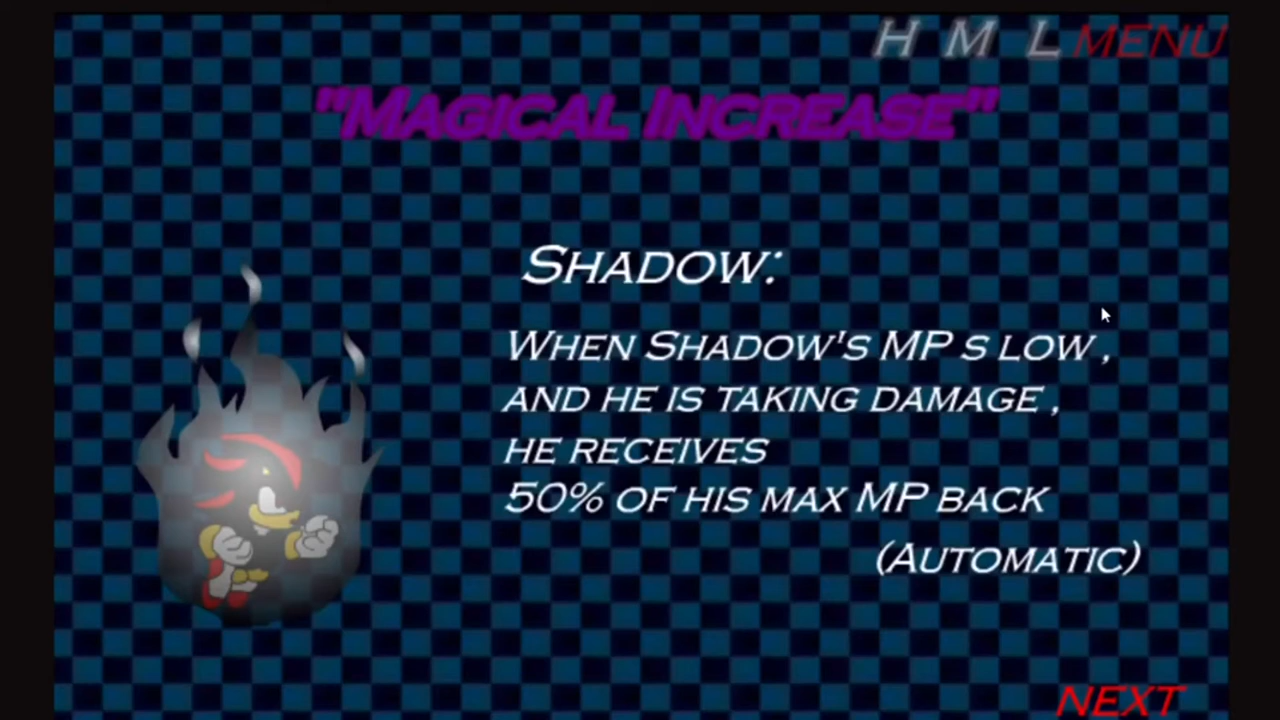 H M L MENU
"Magical Increase"
Shadow:
When Shadow's MP s low ,
and he is taking damage ,
he receives
50% of his max MP back
(Automatic)
NEXT